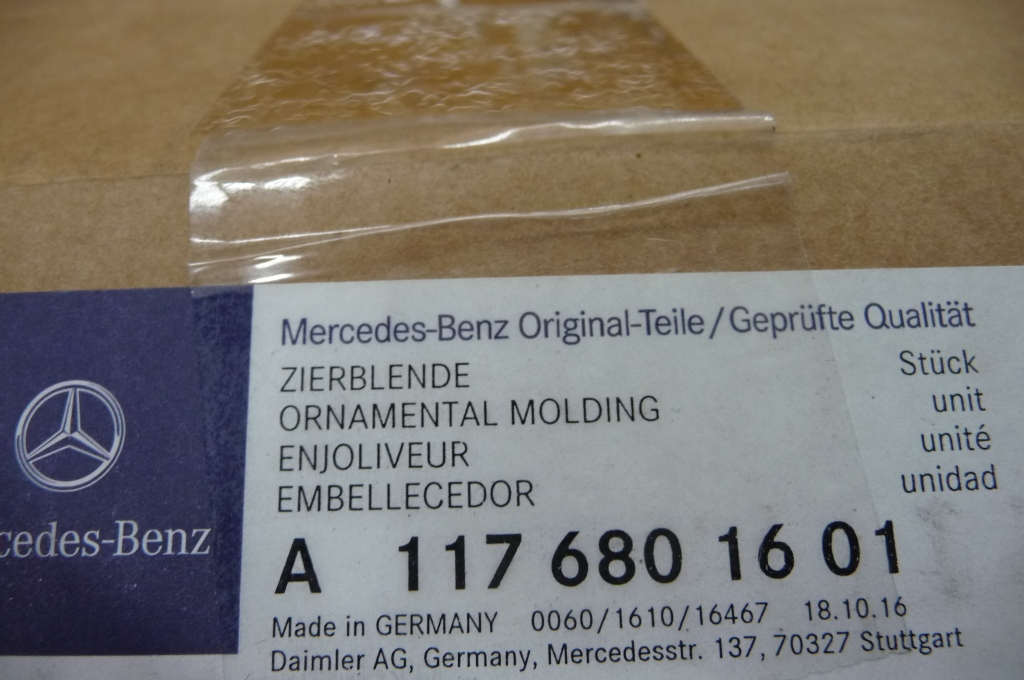 Mercedes-Benz Original-Teile/Geprüfte Qualität
ZIERBLENDE Stück
ORNAMENTAL MOLDING unit
ENJOLIVEUR unité
EMBELLECEDOR unidad
cedes-Benz
A 117 680 16 01
Made in GERMANY 0060/1610/16467 18.10.16
Daimler AG, Germany, Mercedesstr. 137, 70327 Stuttgart